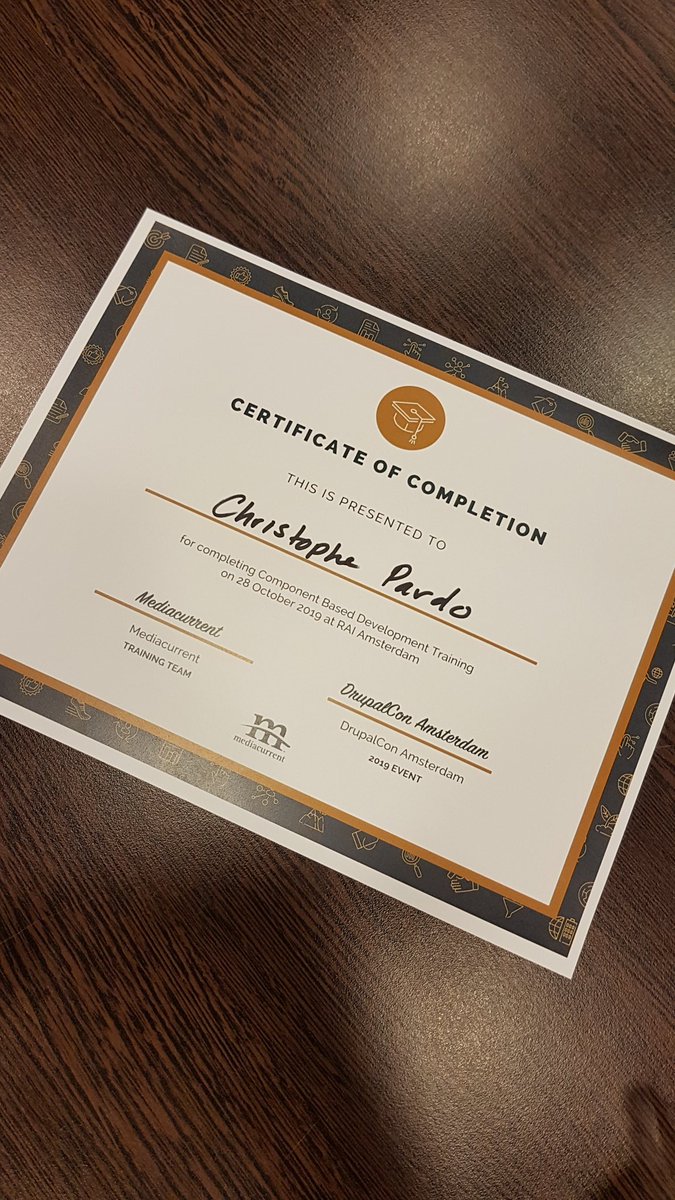 CERTIFICATE OF COMPLETION
THIS IS PRESENTED TO
Christophe Pardo
for completing Component Based Development Training
on 28 October 2019 at RAI Amsterdam
Mediacurrent
Mediacurrent
TRAINING TEAM
DrupalCon Amsterdam
DrupalCon Amsterdam
2019 EVENT
m
mediacurrent